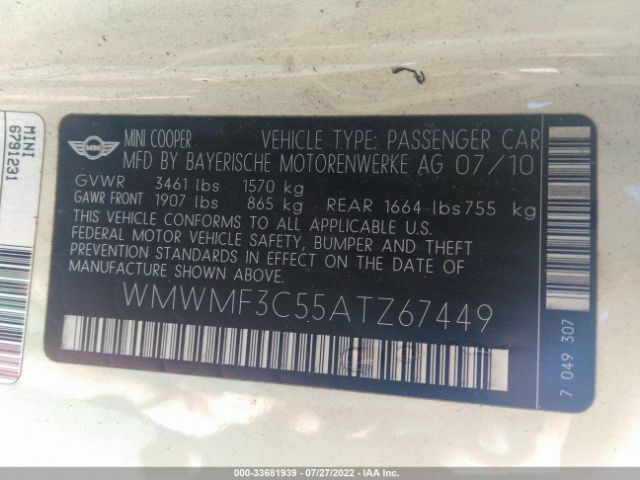 MINI COOPER VEHICLE TYPE: PASSENGER CAR
MFD BY BAYERISCHE MOTORENWERKE AG 07/10
GVWR 3461 lbs 1570 kg
GAWR FRONT 1907 lbs 865 kg REAR 1664 lbs 755 kg
THIS VEHICLE CONFORMS TO ALL APPLICABLE U.S.
FEDERAL MOTOR VEHICLE SAFETY, BUMPER AND THEFT
PREVENTION STANDARDS IN EFFECT ON THE DATE OF
MANUFACTURE SHOWN ABOVE.
WMWMF3C55ATZ67449
7 049 307
MINI
6791231
MINI
000-33681939 - 07/27/2022 - IAA Inc.